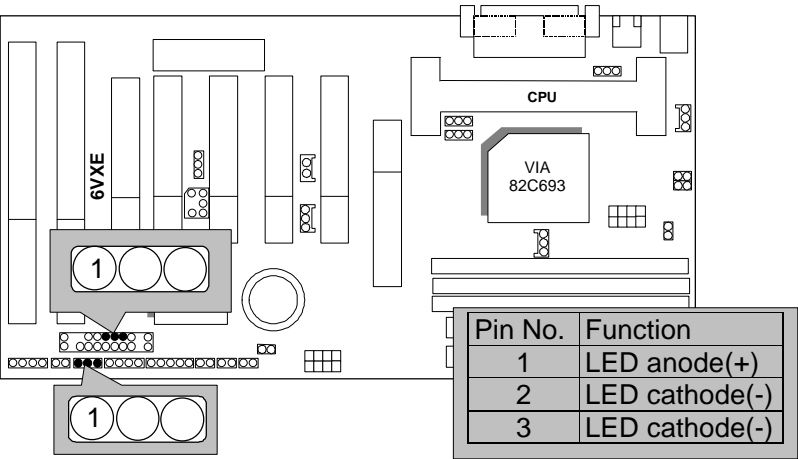 CPU
6VXE
VIA
82C693
1
1
Pin No. Function
1 LED anode(+)
2 LED cathode(-)
3 LED cathode(-)